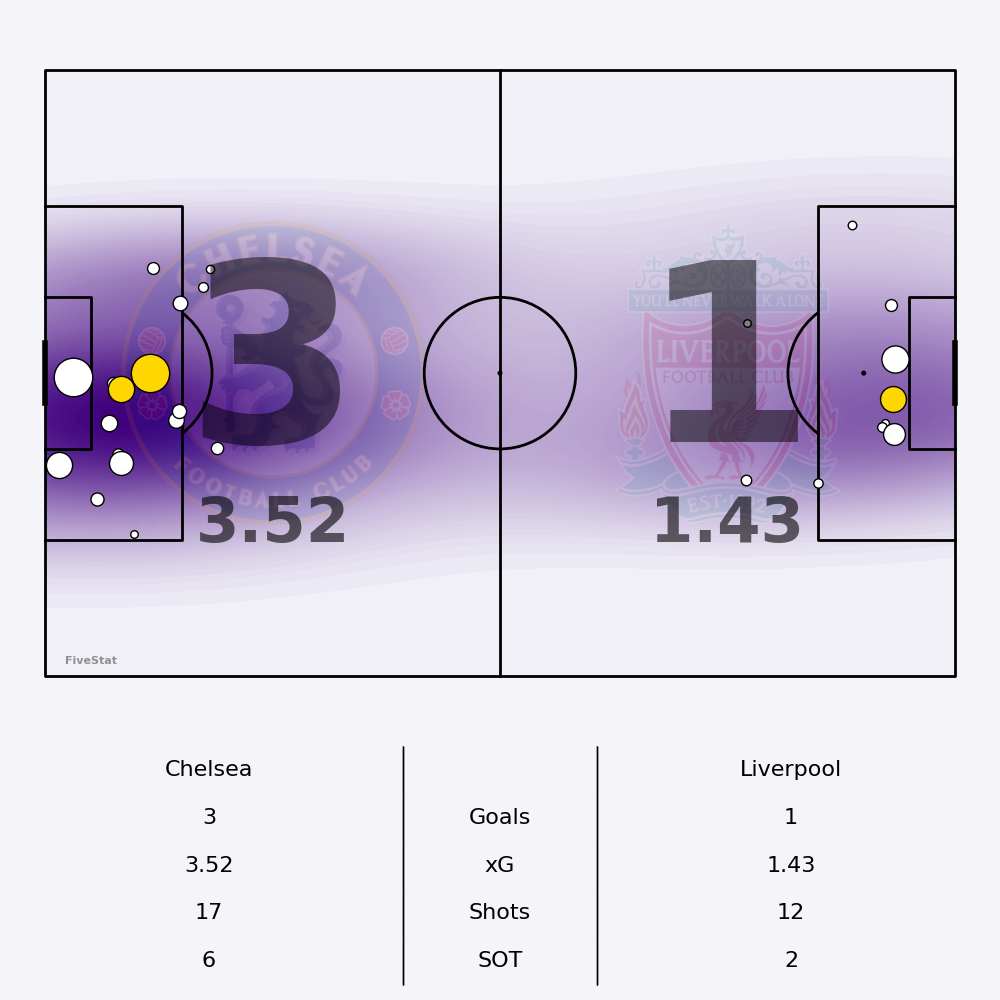 CHELSEA
FOOTBALL CLUB
3
3.52
YOU'LL NEVER WALK ALONE
LIVERPOOL
FOOTBALL CLUB
1
1.43
FiveStat
Chelsea Liverpool
3 Goals 1
3.52 xG 1.43
17 Shots 12
6 SOT 2